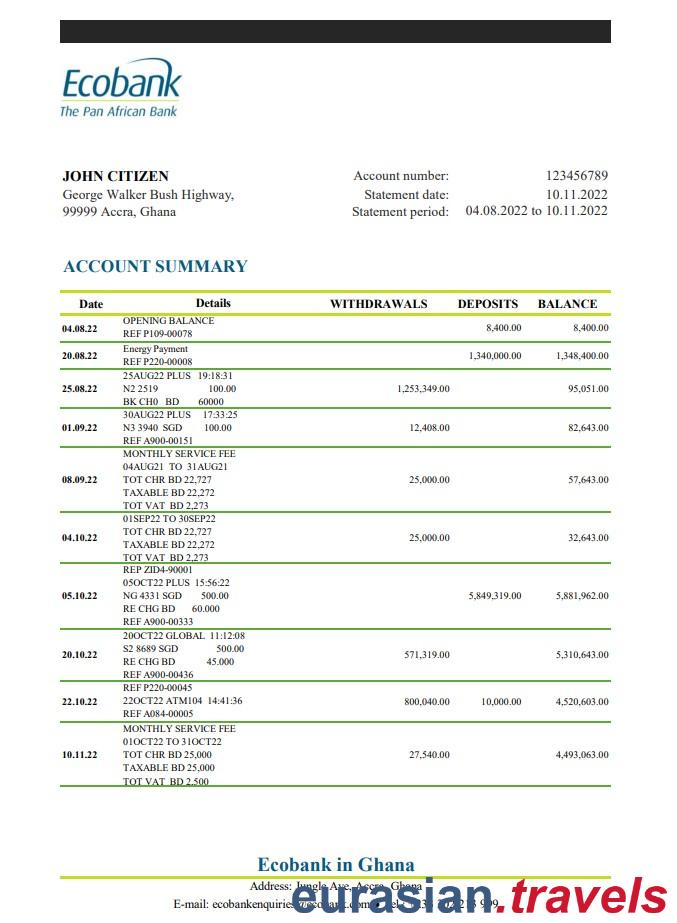 Ecobank
The Pan African Bank
JOHN CITIZEN
George Walker Bush Highway,
99999 Accra, Ghana
Account number: 123456789
Statement date: 10.11.2022
Statement period: 04.08.2022 to 10.11.2022
ACCOUNT SUMMARY
Date Details WITHDRAWALS DEPOSITS BALANCE
OPENING BALANCE
04.08.22 8,400.00 8,400.00
REF P109-00078
Energy Payment
20.08.22 1,340,000.00 1,348,400.00
REF P220-00008
25AUG22 PLUS 19:18:31
25.08.22 N2 2519 100.00 1,253,349.00 95,051.00
BK CH0 BD 60000
30AUG22 PLUS 17:33:25
01.09.22 N3 3940 SGD 100.00 12,408.00 82,643.00
REF A900-00151
MONTHLY SERVICE FEE
04AUG21 TO 31AUG21
08.09.22 TOT CHR BD 22,727 25,000.00 57,643.00
TAXABLE BD 22,272
TOT VAT BD 2,273
01SEP22 TO 30SEP22
TOT CHR BD 22,727
04.10.22 25,000.00 32,643.00
TAXABLE BD 22,272
TOT VAT BD 2,273
REP ZID4-90001
05OCT22 PLUS 15:56:22
05.10.22 NG 4331 SGD 500.00 5,849,319.00 5,881,962.00
RE CHG BD 60.000
REF A900-00333
20OCT22 GLOBAL 11:12:08
S2 8689 SGD 500.00
20.10.22 571,319.00 5,310,643.00
RE CHG BD 45.000
REF A900-00436
REF P220-00045
22.10.22 22OCT22 ATM104 14:41:36 800,040.00 10,000.00 4,520,603.00
REF A084-00005
MONTHLY SERVICE FEE
01OCT22 TO 31OCT22
10.11.22 TOT CHR BD 25,000 27,540.00 4,493,063.00
TAXABLE BD 25,000
TOT VAT BD 2,500
Ecobank in Ghana
Address: Jungle Ave, Accra, Ghana
E-mail:
eurasian.travels